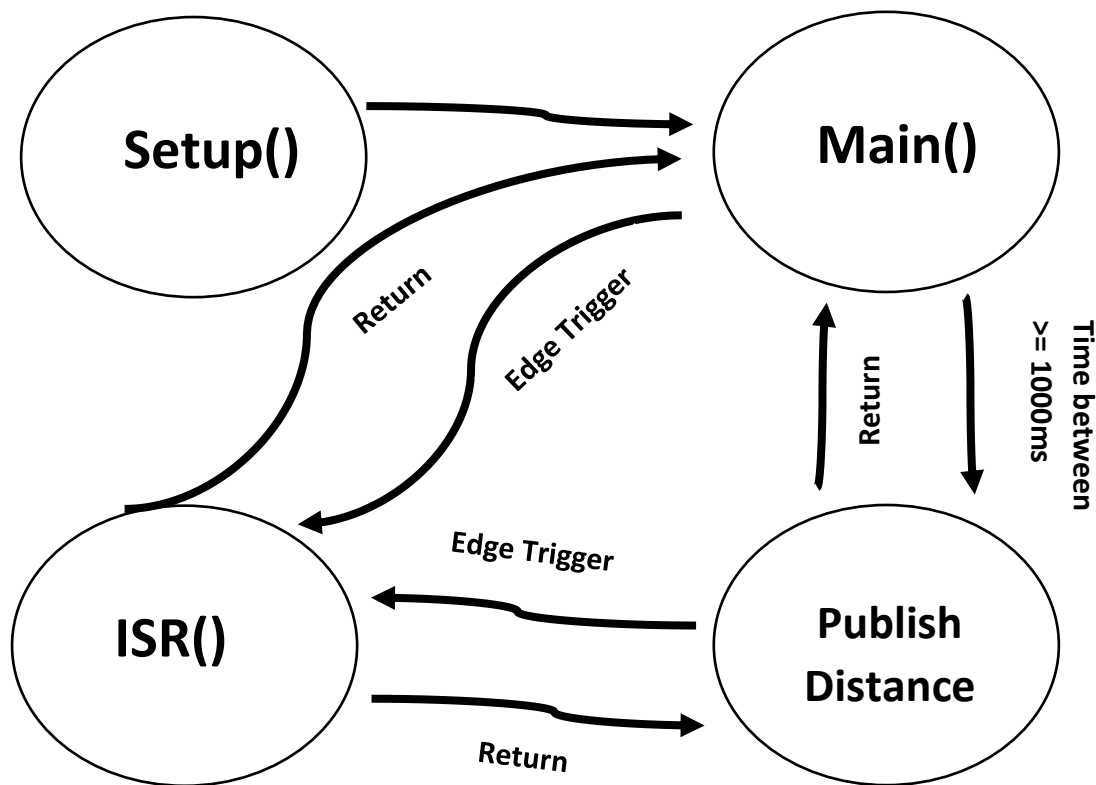 Setup()
Main()
Return
Edge Trigger
Return
Time between
>= 1000ms
Edge Trigger
ISR()
Publish
Distance
Return